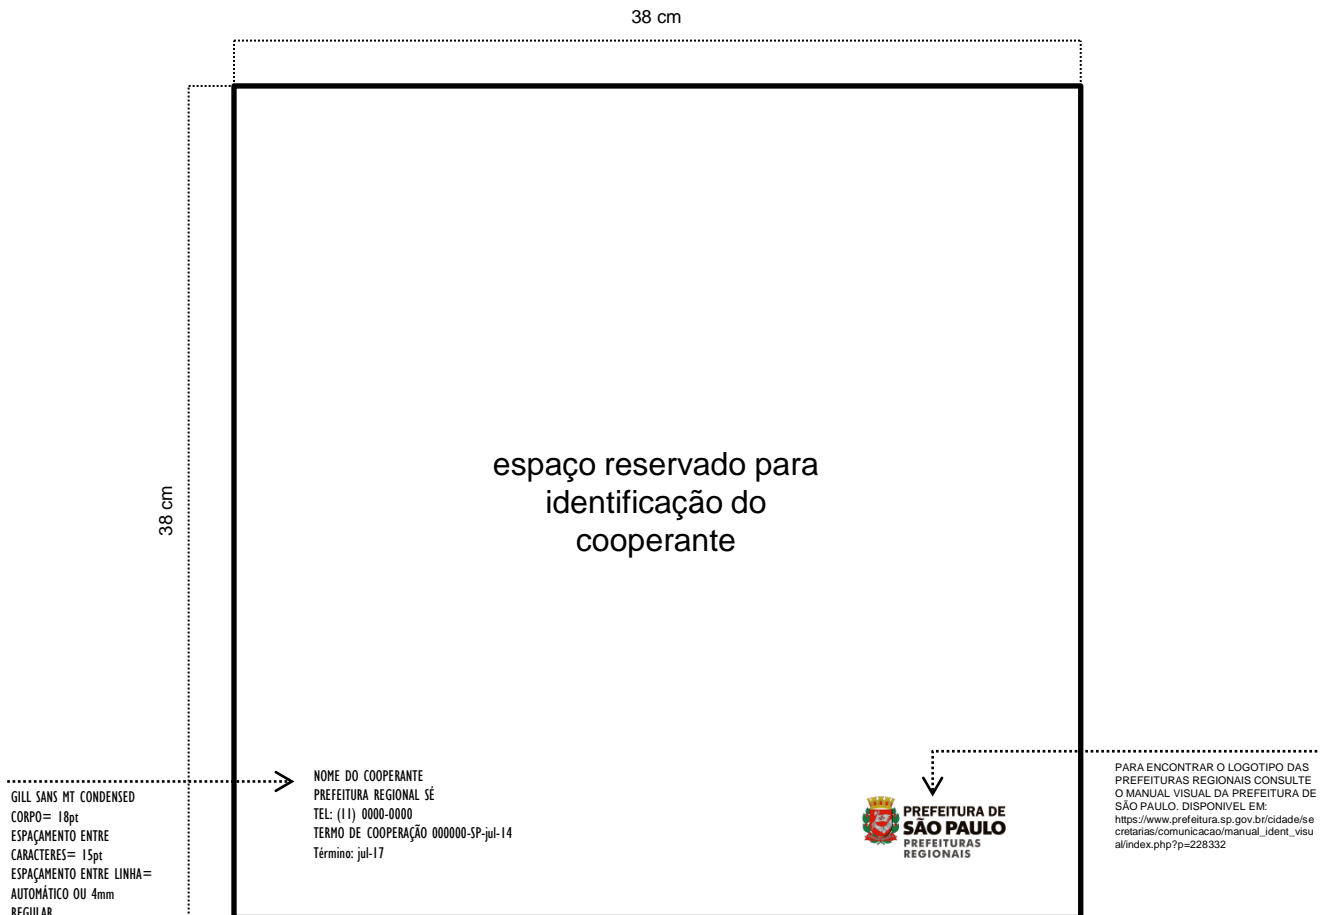 38 cm
38 cm
espaço reservado para
identificação do
cooperante
GILL SANS MT CONDENSED
CORPO= 18pt
ESPAÇAMENTO ENTRE
CARACTERES= 15pt
ESPAÇAMENTO ENTRE LINHA=
AUTOMÁTICO OU 4mm
REGULAR
NOME DO COOPERANTE
PREFEITURA REGIONAL SÉ
TEL: (11) 0000-0000
TERMO DE COOPERAÇÃO 000000-SP-jul-14
Término: jul-17
PREFEITURA DE
SÃO PAULO
PREFEITURAS
REGIONAIS
PARA ENCONTRAR O LOGOTIPO DAS
PREFEITURAS REGIONAIS CONSULTE
O MANUAL VISUAL DA PREFEITURA DE
SÃO PAULO. DISPONIVEL EM:
https://www.prefeitura.sp.gov.br/cidade/se
cretarias/comunicacao/manual_ident_visu
al/index.php?p=228332